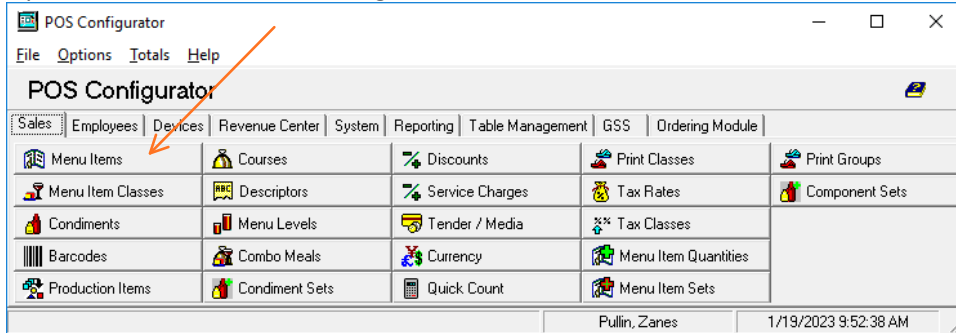 POS Configurator
File Options Totals Help
POS Configurator
Sales Employees Devices Revenue Center System Reporting Table Management GSS Ordering Module
Menu Items Courses Discounts Print Classes Print Groups
Menu Item Classes ABC Descriptors Service Charges Tax Rates Component Sets
Condiments Menu Levels Tender / Media Tax Classes
Barcodes Combo Meals Currency Menu Item Quantities
Production Items Condiment Sets Quick Count Menu Item Sets
Pullin, Zanes 1/19/2023 9:52:38 AM